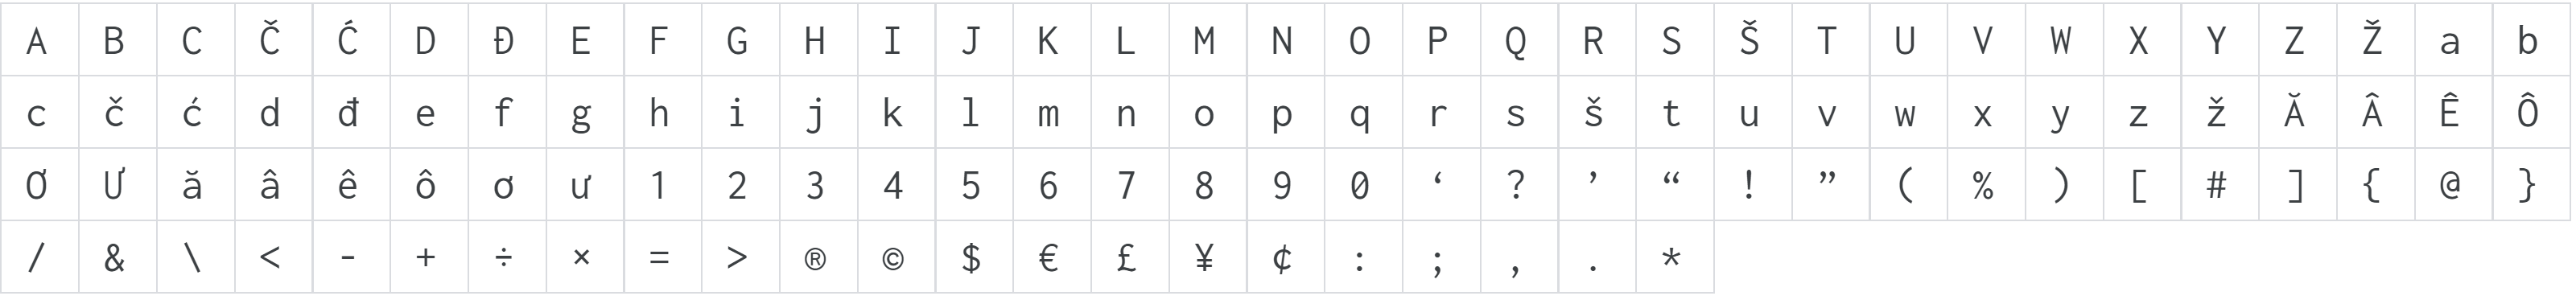 A B C Č Ć D Đ E F G H I J K L M N O P Q R S Š T U V W X Y Z Ž a b
c č ć d đ e f g h i j k l m n o p q r s š t u v w x y z ž Ă Â Ê Ô
Ơ Ư ă â ê ô ơ ư 1 2 3 4 5 6 7 8 9 0 ‘ ? ’ “ ! ” ( % ) [ # ] { @ }
/ & \ < - + ÷ × = > ® © $ € £ ¥ ¢ : ; , . *